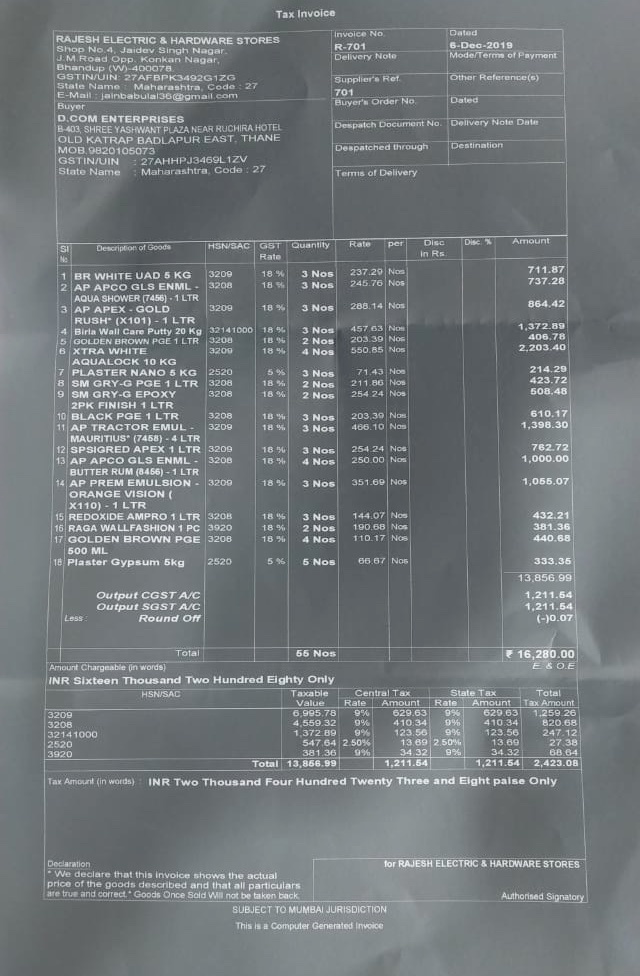 Tax Invoice
RAJESH ELECTRIC & HARDWARE STORES
Shop No.4, Jaidev Singh Nagar,
J.M.Road Opp. Konkan Nagar,
Bhandup (W)-400078.
GSTIN/UIN: 27AFBPK3492G1ZG
State Name : Maharashtra, Code : 27
E-Mail : jainbabulal36@gmail.com
Invoice No. Dated
R-701 6-Dec-2019
Delivery Note Mode/Terms of Payment
Supplier's Ref. Other Reference(s)
701
Buyer
D.COM ENTERPRISES
B-403, SHREE YASHWANT PLAZA NEAR RUCHIRA HOTEL
OLD KATRAP BADLAPUR EAST, THANE
MOB.9820105073
GSTIN/UIN : 27AHHPJ3469L1ZV
State Name : Maharashtra, Code : 27
Buyer's Order No. Dated
Despatch Document No. Delivery Note Date
Despatched through Destination
Terms of Delivery
Sl No Description of Goods HSN/SAC GST Rate Quantity Rate per Disc in Rs. Disc. % Amount
1 BR WHITE UAD 5 KG 3209 18 % 3 Nos 237.29 Nos 711.87
2 AP APCO GLS ENML - 3208 18 % 3 Nos 245.76 Nos 737.28
AQUA SHOWER (7456) - 1 LTR
3 AP APEX - GOLD 3209 18 % 3 Nos 288.14 Nos 864.42
RUSH* (X101) - 1 LTR
4 Birla Wall Care Putty 20 Kg 32141000 18 % 3 Nos 457.63 Nos 1,372.89
5 GOLDEN BROWN PGE 1 LTR 3208 18 % 2 Nos 203.39 Nos 406.78
6 XTRA WHITE 3209 18 % 4 Nos 550.85 Nos 2,203.40
AQUALOCK 10 KG
7 PLASTER NANO 5 KG 2520 5 % 3 Nos 71.43 Nos 214.29
8 SM GRY-G PGE 1 LTR 3208 18 % 2 Nos 211.86 Nos 423.72
9 SM GRY-G EPOXY 3208 18 % 2 Nos 254.24 Nos 508.48
2PK FINISH 1 LTR
10 BLACK PGE 1 LTR 3208 18 % 3 Nos 203.39 Nos 610.17
11 AP TRACTOR EMUL - 3209 18 % 3 Nos 466.10 Nos 1,398.30
MAURITIUS* (7458) - 4 LTR
12 SPSIGRED APEX 1 LTR 3209 18 % 3 Nos 254.24 Nos 762.72
13 AP APCO GLS ENML - 3208 18 % 4 Nos 250.00 Nos 1,000.00
BUTTER RUM (8456) - 1 LTR
14 AP PREM EMULSION - 3209 18 % 3 Nos 351.69 Nos 1,055.07
ORANGE VISION (
X110) - 1 LTR
15 REDOXIDE AMPRO 1 LTR 3208 18 % 3 Nos 144.07 Nos 432.21
16 RAGA WALLFASHION 1 PC 3920 18 % 2 Nos 190.68 Nos 381.36
17 GOLDEN BROWN PGE 3208 18 % 4 Nos 110.17 Nos 440.68
500 ML
18 Plaster Gypsum 5kg 2520 5 % 5 Nos 66.67 Nos 333.35
13,856.99
Output CGST A/C 1,211.54
Output SGST A/C 1,211.54
Less : Round Off (-)0.07
Total 55 Nos ₹ 16,280.00
Amount Chargeable (in words) E. & O.E
INR Sixteen Thousand Two Hundred Eighty Only
HSN/SAC Taxable Value Central Tax Rate Amount State Tax Rate Amount Total Tax Amount
3209 6,995.78 9% 629.63 9% 629.63 1,259.26
3208 4,559.32 9% 410.34 9% 410.34 820.68
32141000 1,372.89 9% 123.56 9% 123.56 247.12
2520 547.64 2.50% 13.69 2.50% 13.69 27.38
3920 381.36 9% 34.32 9% 34.32 68.64
Total 13,856.99 1,211.54 1,211.54 2,423.08
Tax Amount (in words) : INR Two Thousand Four Hundred Twenty Three and Eight paise Only
Declaration
* We declare that this invoice shows the actual
price of the goods described and that all particulars
are true and correct.* Goods Once Sold Will not be taken back.
for RAJESH ELECTRIC & HARDWARE STORES
Authorised Signatory
SUBJECT TO MUMBAI JURISDICTION
This is a Computer Generated Invoice